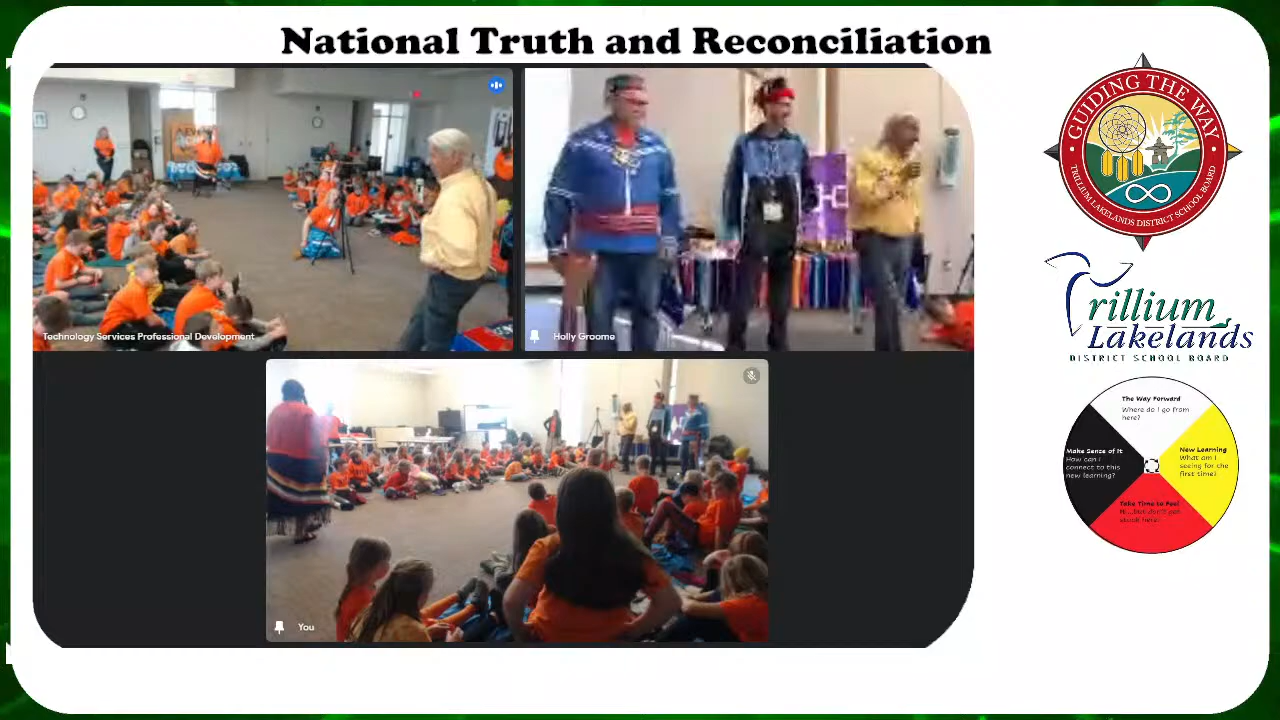 National Truth and Reconciliation
Technology Services Professional Development
Holly Groome
You
GUIDING THE WAY
TRILLIUM LAKELANDS DISTRICT SCHOOL BOARD
Trillium
Lakelands
DISTRICT SCHOOL BOARD
The Way Forward
Where do I go from
here?
Make Sense of It
How can I
connect to this
new learning?
New Learning
What am I
seeing for the
first time?
Take Time to Feel
stuck here!